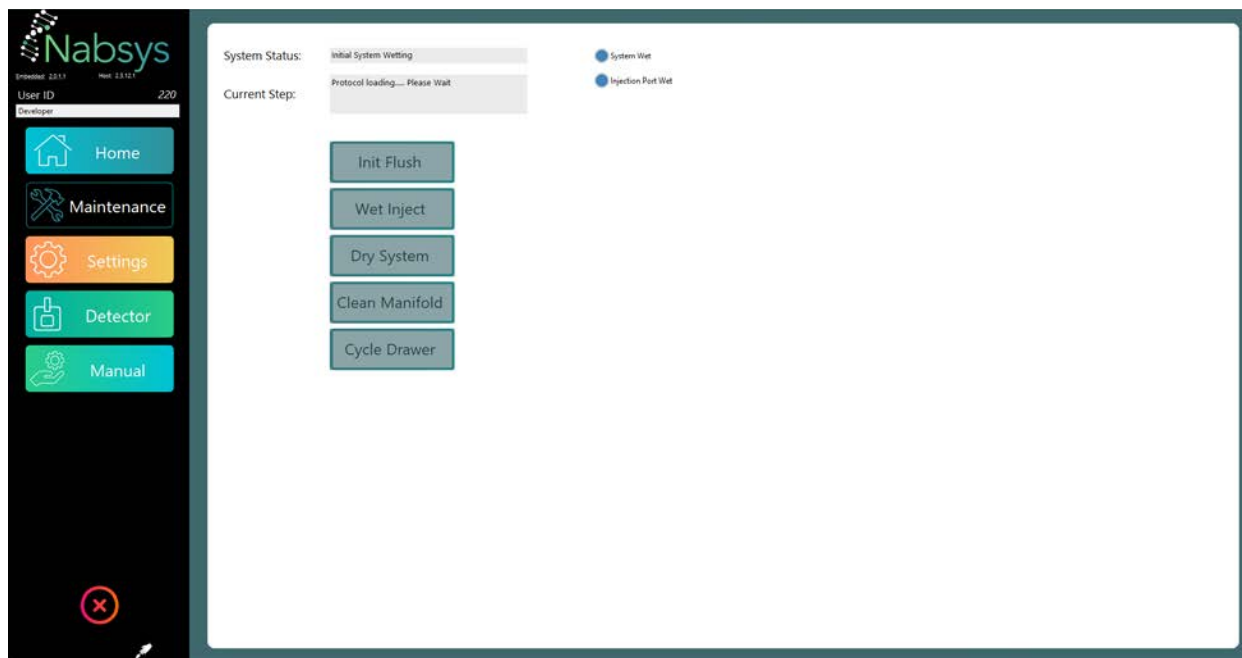 Nabsys
Embedded: 2.0.1.1 Host: 2.3.12.1
User ID 220
Developer
Home
Maintenance
Settings
Detector
Manual
System Status: Initial System Wetting
Current Step: Protocol loading.... Please Wait
System Wet
Injection Port Wet
Init Flush
Wet Inject
Dry System
Clean Manifold
Cycle Drawer